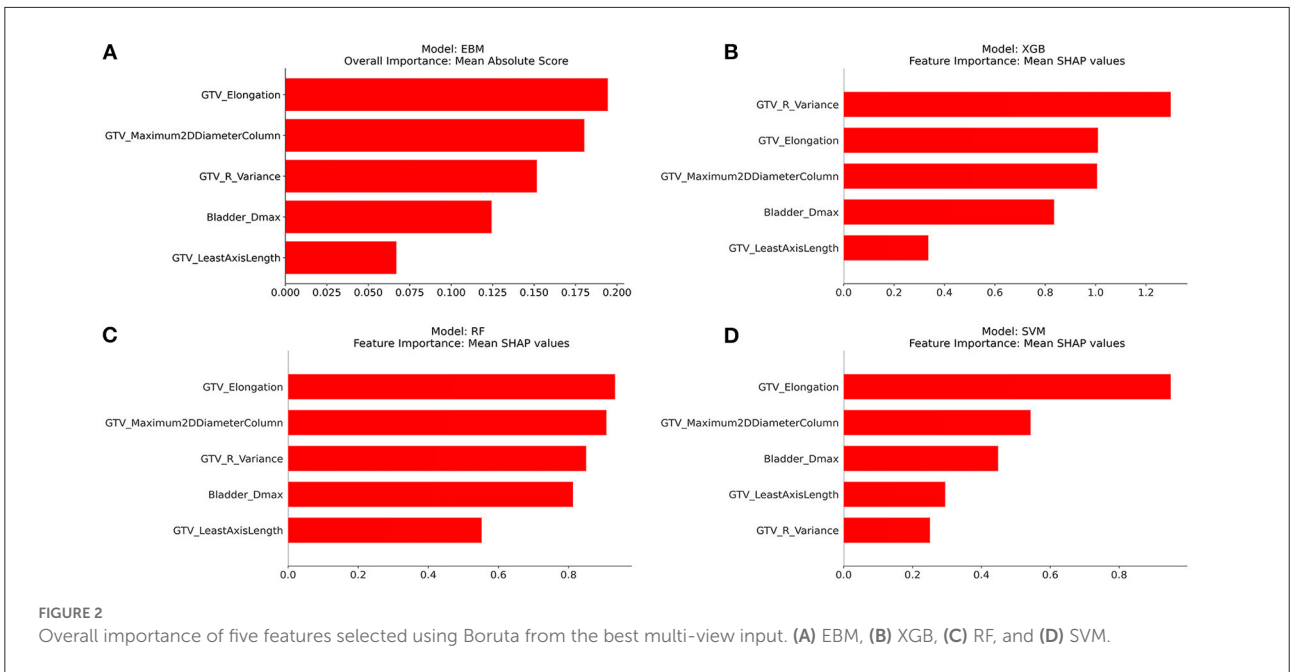 A
Model: EBM
Overall Importance: Mean Absolute Score
GTV_Elongation
GTV_Maximum2DDiameterColumn
GTV_R_Variance
Bladder_Dmax
GTV_LeastAxisLength
0.000 0.025 0.050 0.075 0.100 0.125 0.150 0.175 0.200
B
Model: XGB
Feature Importance: Mean SHAP values
GTV_R_Variance
GTV_Elongation
GTV_Maximum2DDiameterColumn
Bladder_Dmax
GTV_LeastAxisLength
0.0 0.2 0.4 0.6 0.8 1.0 1.2
C
Model: RF
Feature Importance: Mean SHAP values
GTV_Elongation
GTV_Maximum2DDiameterColumn
GTV_R_Variance
Bladder_Dmax
GTV_LeastAxisLength
0.0 0.2 0.4 0.6 0.8
D
Model: SVM
Feature Importance: Mean SHAP values
GTV_Elongation
GTV_Maximum2DDiameterColumn
Bladder_Dmax
GTV_LeastAxisLength
GTV_R_Variance
0.0 0.2 0.4 0.6 0.8
FIGURE 2
Overall importance of five features selected using Boruta from the best multi-view input. (A) EBM, (B) XGB, (C) RF, and (D) SVM.